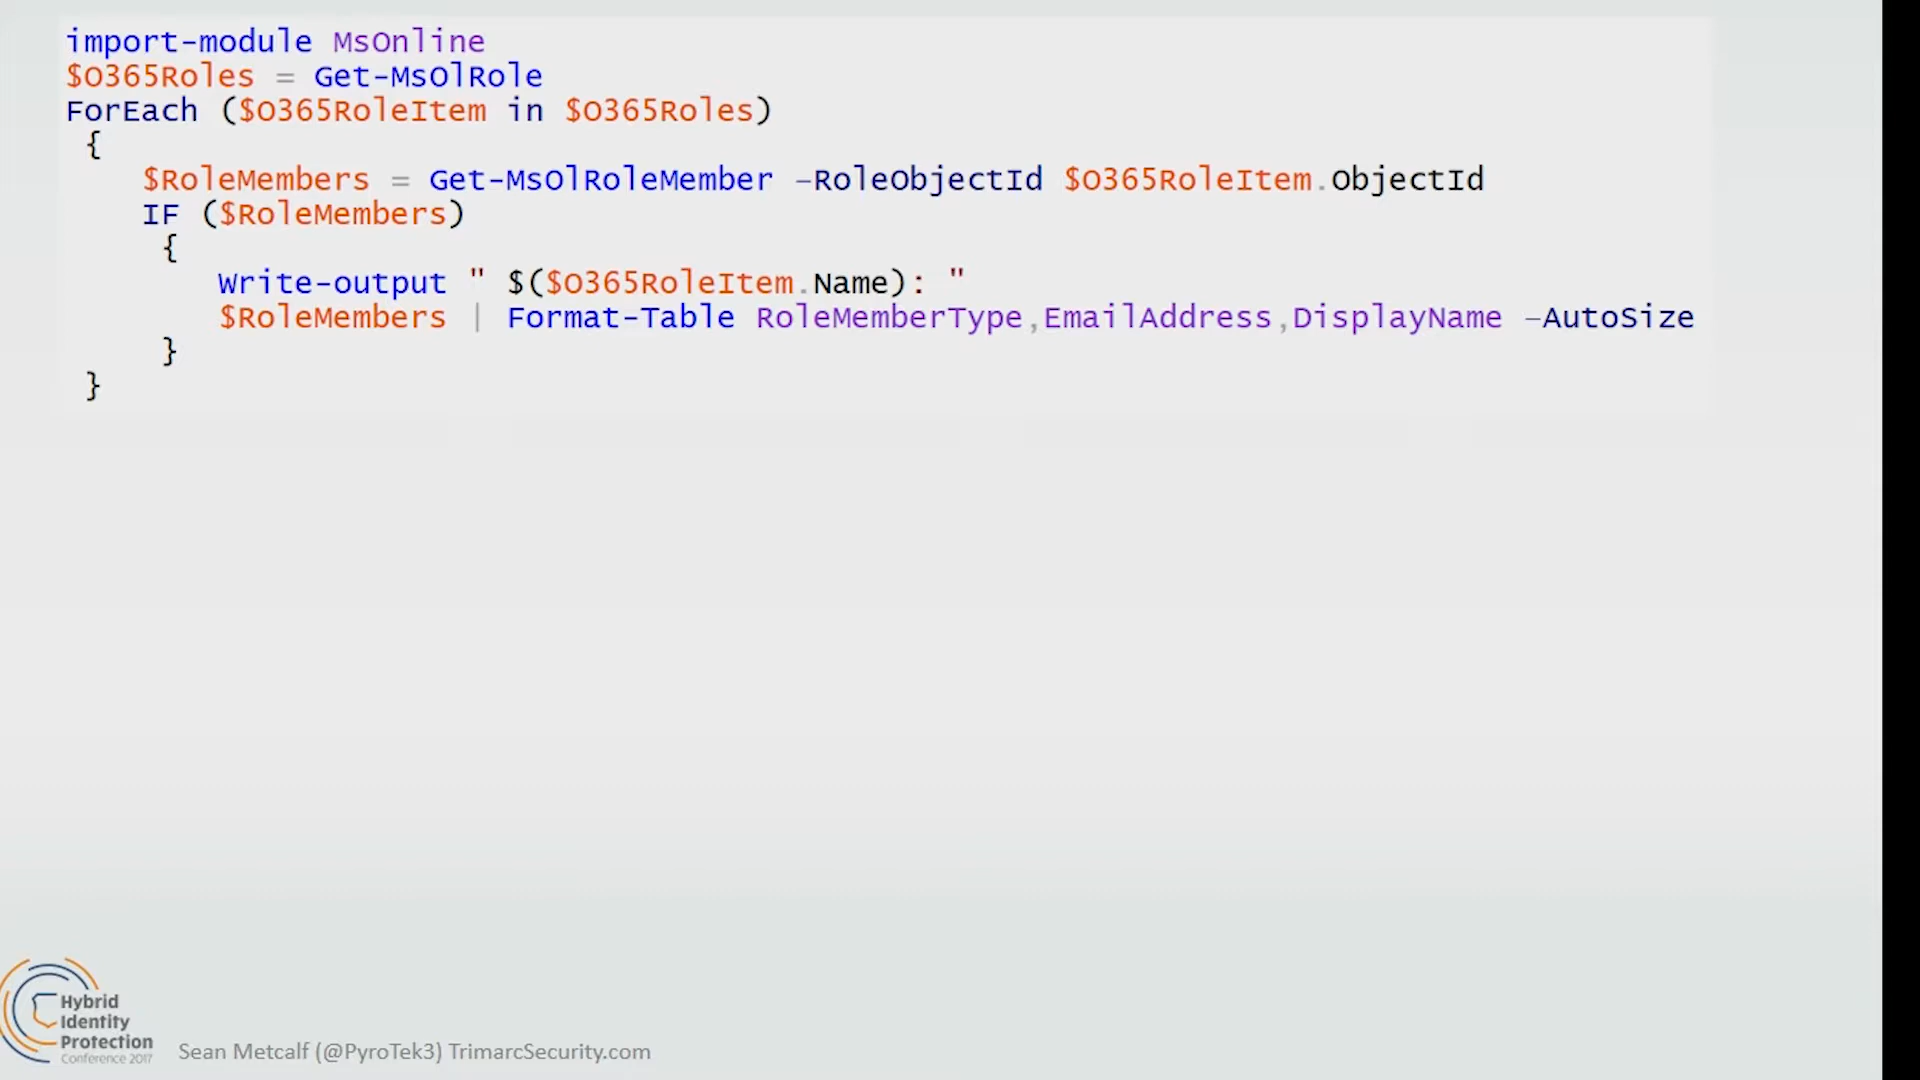 import-module MsOnline
$O365Roles = Get-MsOlRole
ForEach ($O365RoleItem in $O365Roles)
{
$RoleMembers = Get-MsOlRoleMember –RoleObjectId $O365RoleItem.ObjectId
IF ($RoleMembers)
{
Write-output " $($O365RoleItem.Name): "
$RoleMembers | Format-Table RoleMemberType,EmailAddress,DisplayName –AutoSize
}
}
Hybrid
Identity
Protection
Conference 2017
Sean Metcalf (@PyroTek3) TrimarcSecurity.com